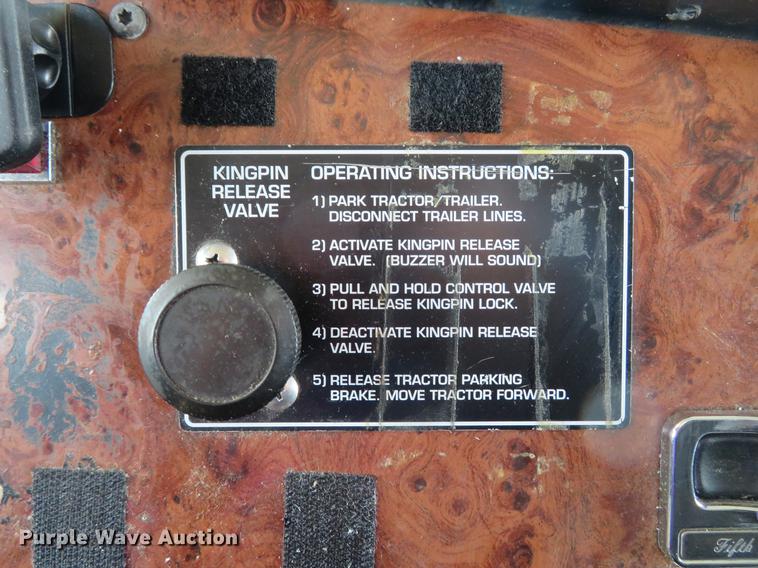 KINGPIN
RELEASE
VALVE
OPERATING INSTRUCTIONS:
1) PARK TRACTOR/TRAILER.
DISCONNECT TRAILER LINES.
2) ACTIVATE KINGPIN RELEASE
VALVE. (BUZZER WILL SOUND)
3) PULL AND HOLD CONTROL VALVE
TO RELEASE KINGPIN LOCK.
4) DEACTIVATE KINGPIN RELEASE
VALVE.
5) RELEASE TRACTOR PARKING
BRAKE. MOVE TRACTOR FORWARD.
Fifth
Purple Wave Auction